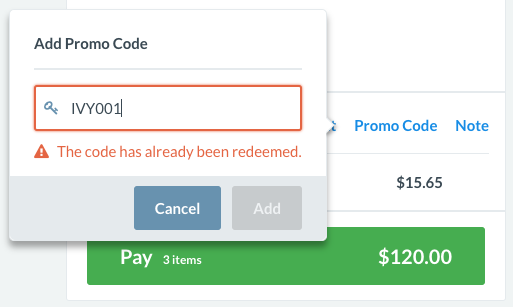 Add Promo Code
IVY001
The code has already been redeemed.
Cancel Add
Promo Code Note
$15.65
Pay 3 items $120.00